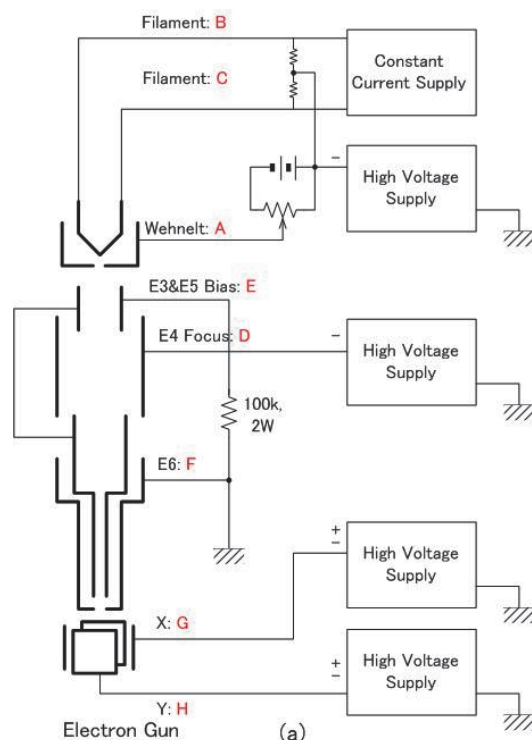 Filament: B
Constant
Current Supply
Filament: C
-
High Voltage
Supply
Wehnelt: A
E3&E5 Bias: E
E4 Focus: D
-
High Voltage
Supply
100k,
2W
E6: F
+
-
High Voltage
Supply
X: G
+
-
High Voltage
Supply
Y: H
Electron Gun
(a)